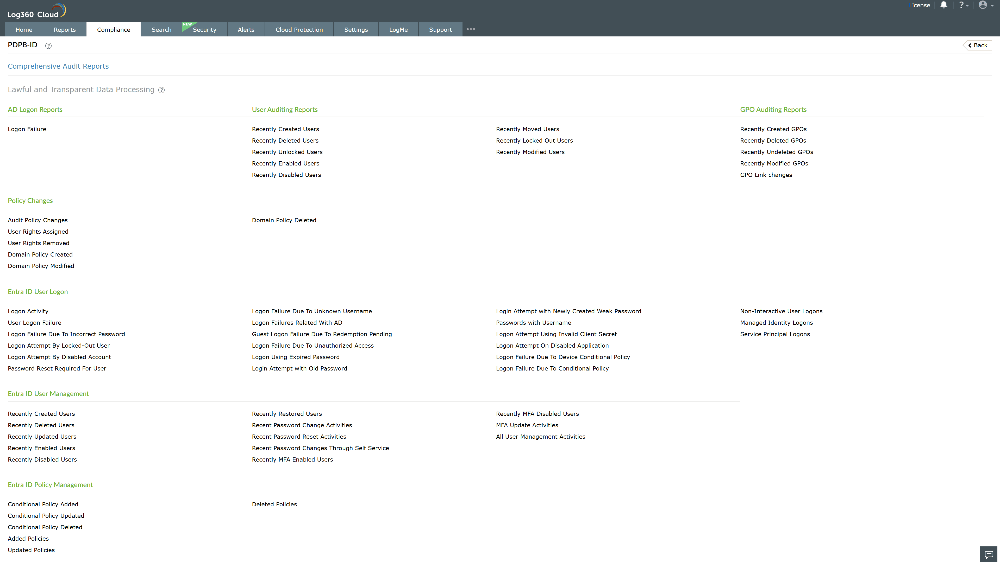 Log360 Cloud
License
?
Home
Reports
Compliance
Search
NEW
Security
Alerts
Cloud Protection
Settings
LogMe
Support
PDPB-ID
?
Back
Comprehensive Audit Reports
Lawful and Transparent Data Processing
?
AD Logon Reports
Logon Failure
User Auditing Reports
Recently Created Users
Recently Deleted Users
Recently Unlocked Users
Recently Enabled Users
Recently Disabled Users
Recently Moved Users
Recently Locked Out Users
Recently Modified Users
GPO Auditing Reports
Recently Created GPOs
Recently Deleted GPOs
Recently Undeleted GPOs
Recently Modified GPOs
GPO Link changes
Policy Changes
Audit Policy Changes
User Rights Assigned
User Rights Removed
Domain Policy Created
Domain Policy Modified
Domain Policy Deleted
Entra ID User Logon
Logon Activity
User Logon Failure
Logon Failure Due To Incorrect Password
Logon Attempt By Locked-Out User
Logon Attempt By Disabled Account
Password Reset Required For User
Logon Failure Due To Unknown Username
Logon Failures Related With AD
Guest Logon Failure Due To Redemption Pending
Logon Failure Due To Unauthorized Access
Logon Using Expired Password
Login Attempt with Old Password
Login Attempt with Newly Created Weak Password
Passwords with Username
Logon Attempt Using Invalid Client Secret
Logon Attempt On Disabled Application
Logon Failure Due To Device Conditional Policy
Logon Failure Due To Conditional Policy
Non-Interactive User Logons
Managed Identity Logons
Service Principal Logons
Entra ID User Management
Recently Created Users
Recently Deleted Users
Recently Updated Users
Recently Enabled Users
Recently Disabled Users
Recently Restored Users
Recent Password Change Activities
Recent Password Reset Activities
Recent Password Changes Through Self Service
Recently MFA Enabled Users
Recently MFA Disabled Users
MFA Update Activities
All User Management Activities
Entra ID Policy Management
Conditional Policy Added
Conditional Policy Updated
Conditional Policy Deleted
Added Policies
Updated Policies
Deleted Policies